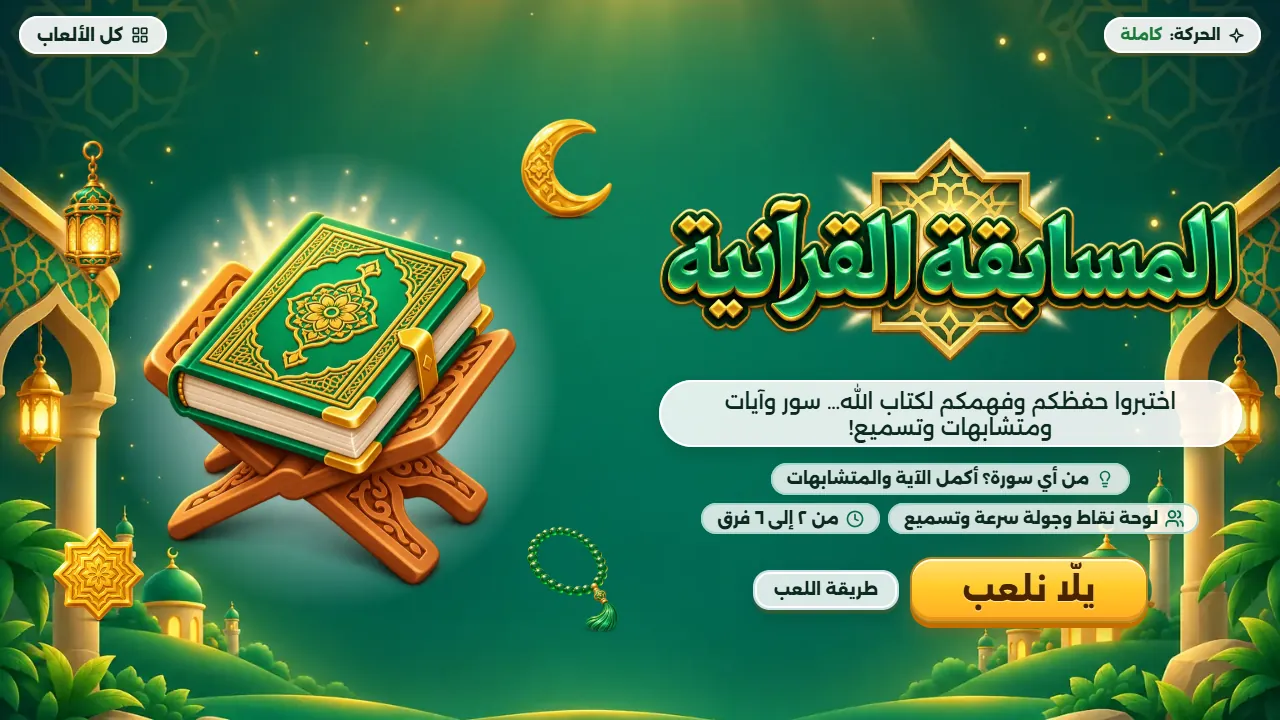 الحركة: كاملة
كل الألعاب
المسابقة القرآنية
اختبروا حفظكم وفهمكم لكتاب الله... سور وآيات
ومتشابهات وتسميع!
من أي سورة؟ أكمل الآية والمتشابهات
لوحة نقاط وجولة سرعة وتسميع
من ٢ إلى ٦ فرق
يلّا نلعب
طريقة اللعب